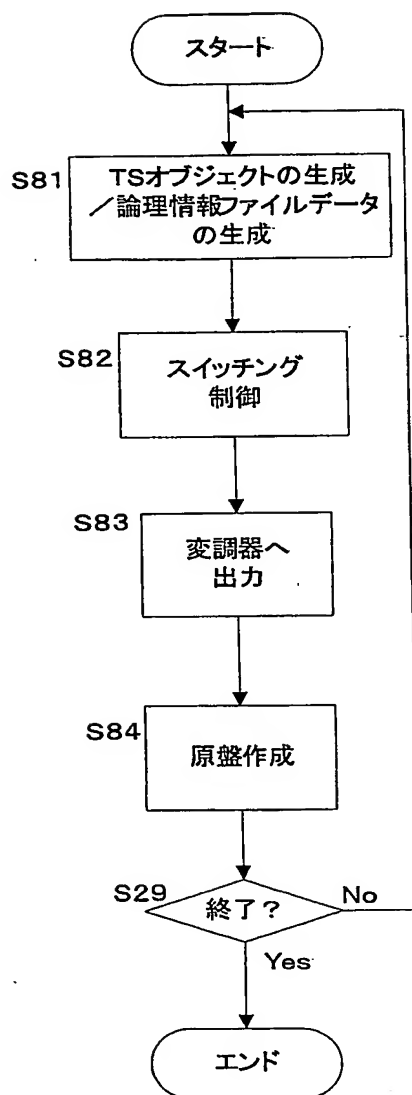 スタート
S81
TSオブジェクトの生成
／論理情報ファイルデータ
の生成
S82
スイッチング
制御
S83
変調器へ
出力
S84
原盤作成
S29
終了？
No
Yes
エンド